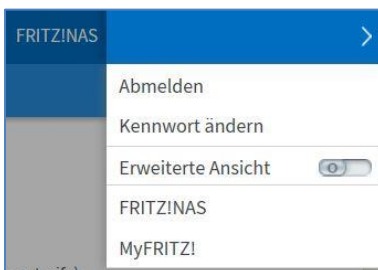 FRITZ!NAS
Abmelden
Kennwort ändern
Erweiterte Ansicht
FRITZ!NAS
MyFRITZ!